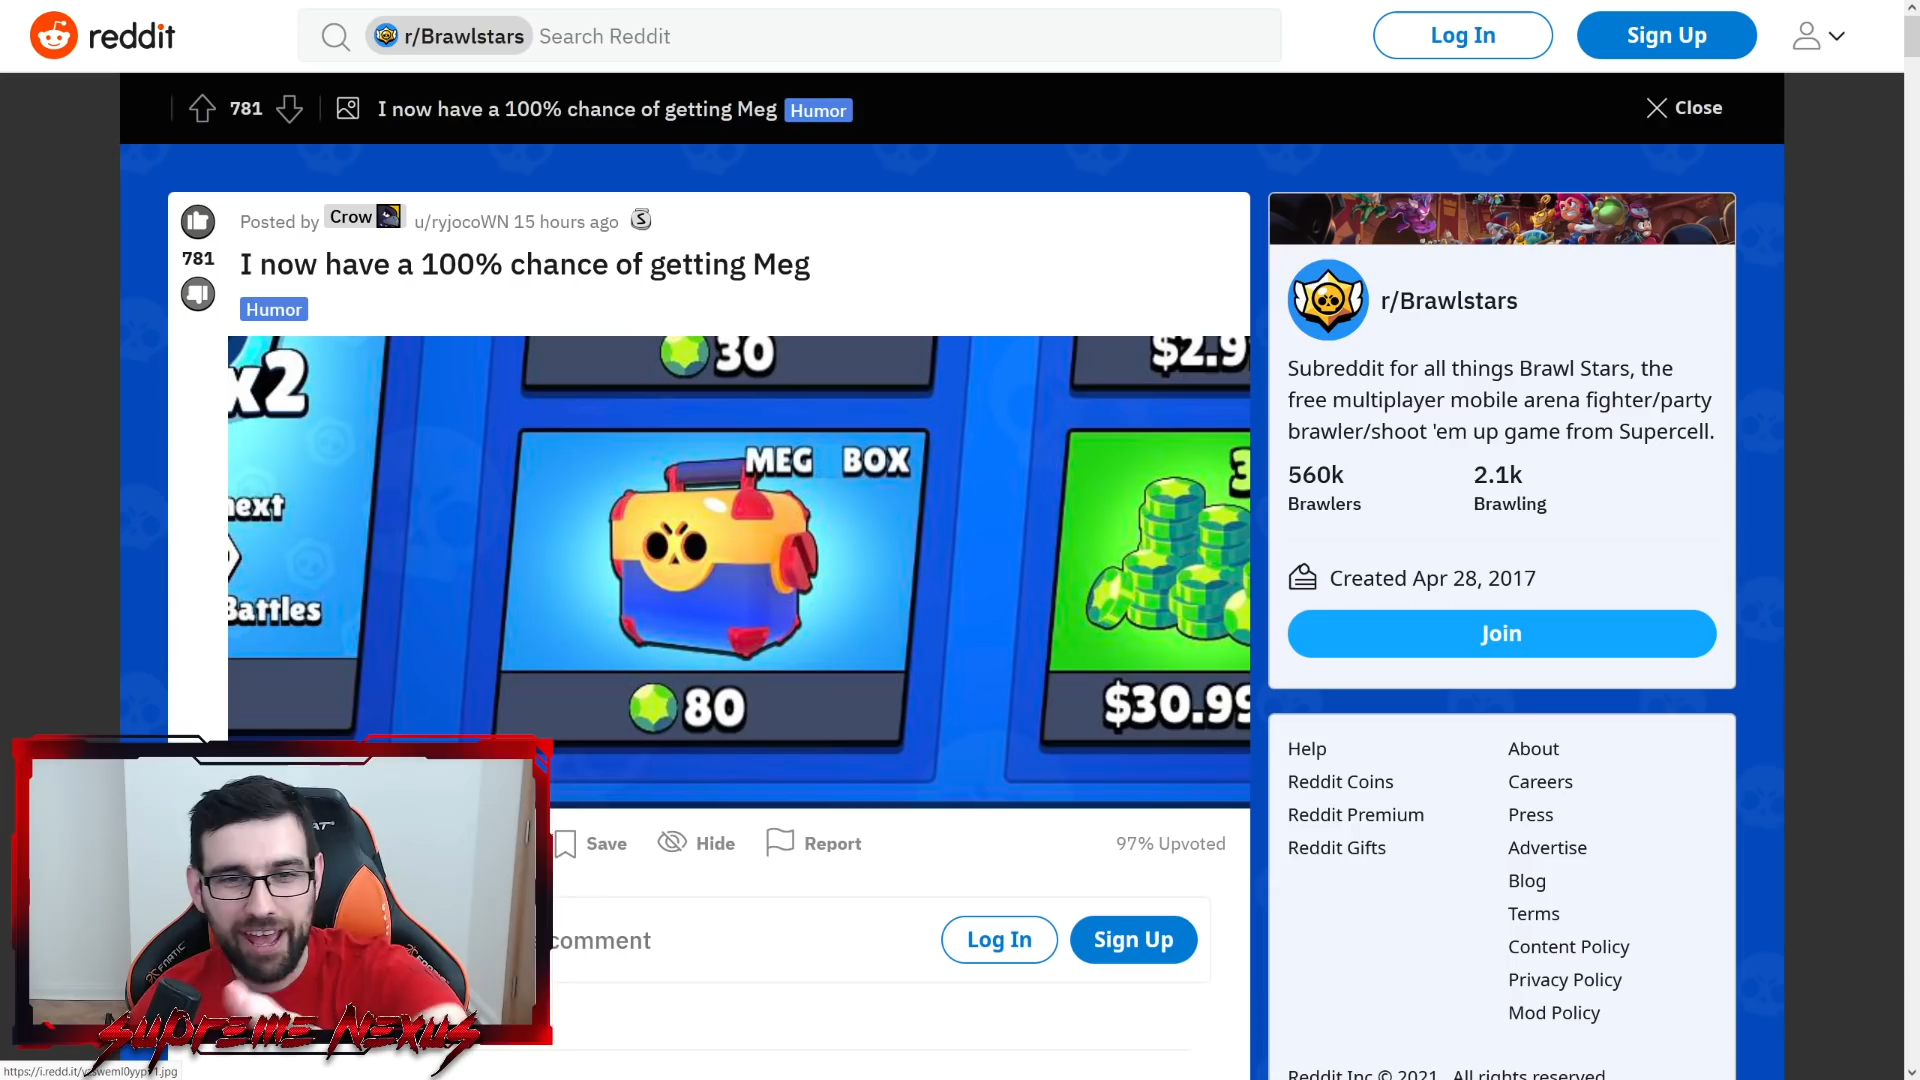 reddit
r/Brawlstars Search Reddit
Log In
Sign Up
781
I now have a 100% chance of getting Meg Humor
Close
Posted by Crow u/ryjocoWN 15 hours ago S
781
I now have a 100% chance of getting Meg
Humor
x2
30
$2.9
MEG BOX
next
Battles
80
$30.99
Save
Hide
Report
97% Upvoted
comment
Log In
Sign Up
r/Brawlstars
Subreddit for all things Brawl Stars, the
free multiplayer mobile arena fighter/party
brawler/shoot 'em up game from Supercell.
560k
2.1k
Brawlers
Brawling
Created Apr 28, 2017
Join
Help
About
Reddit Coins
Careers
Reddit Premium
Press
Reddit Gifts
Advertise
Blog
Terms
Content Policy
Privacy Policy
Mod Policy
Reddit Inc © 2021 . All rights reserved
FNATIC
Supreme Nexus